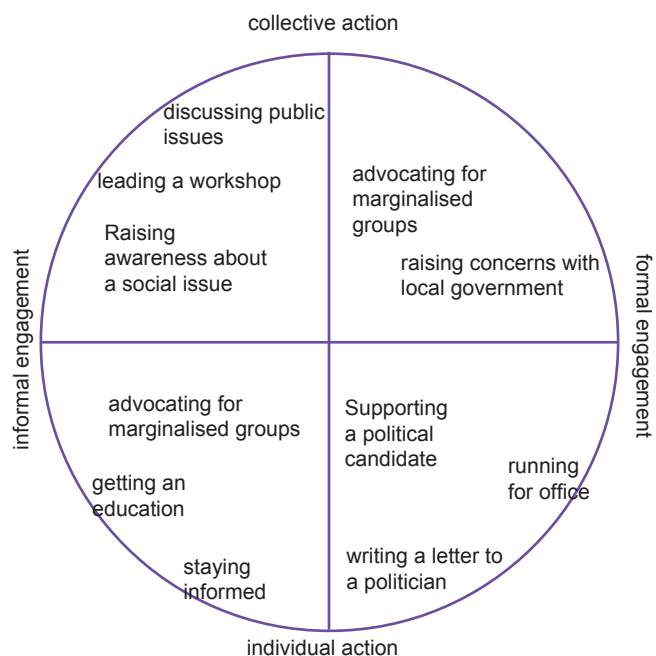 collective action
discussing public
issues
leading a workshop
Raising
awareness about
a social issue
advocating for
marginalised
groups
raising concerns with
local government
informal engagement
formal engagement
advocating for
marginalised groups
getting an
education
staying
informed
Supporting
a political
candidate
running
for office
writing a letter to
a politician
individual action